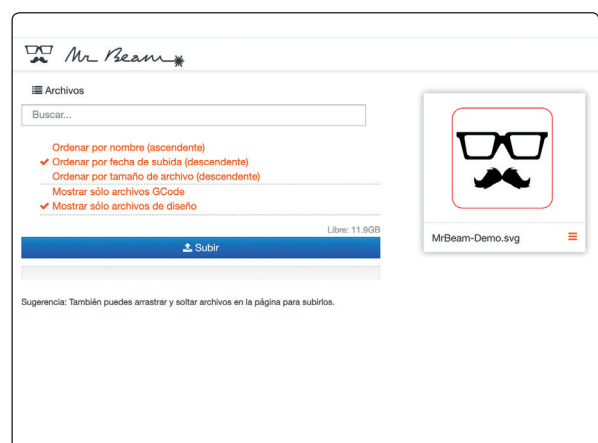 Mr Beam
Archivos
Buscar...
Ordenar por nombre (ascendente)
Ordenar por fecha de subida (descendente)
Ordenar por tamaño de archivo (descendente)
Mostrar sólo archivos GCode
Mostrar sólo archivos de diseño
Libre: 11.9GB
Subir
Sugerencia: También puedes arrastrar y soltar archivos en la página para subirlos.
MrBeam-Demo.svg